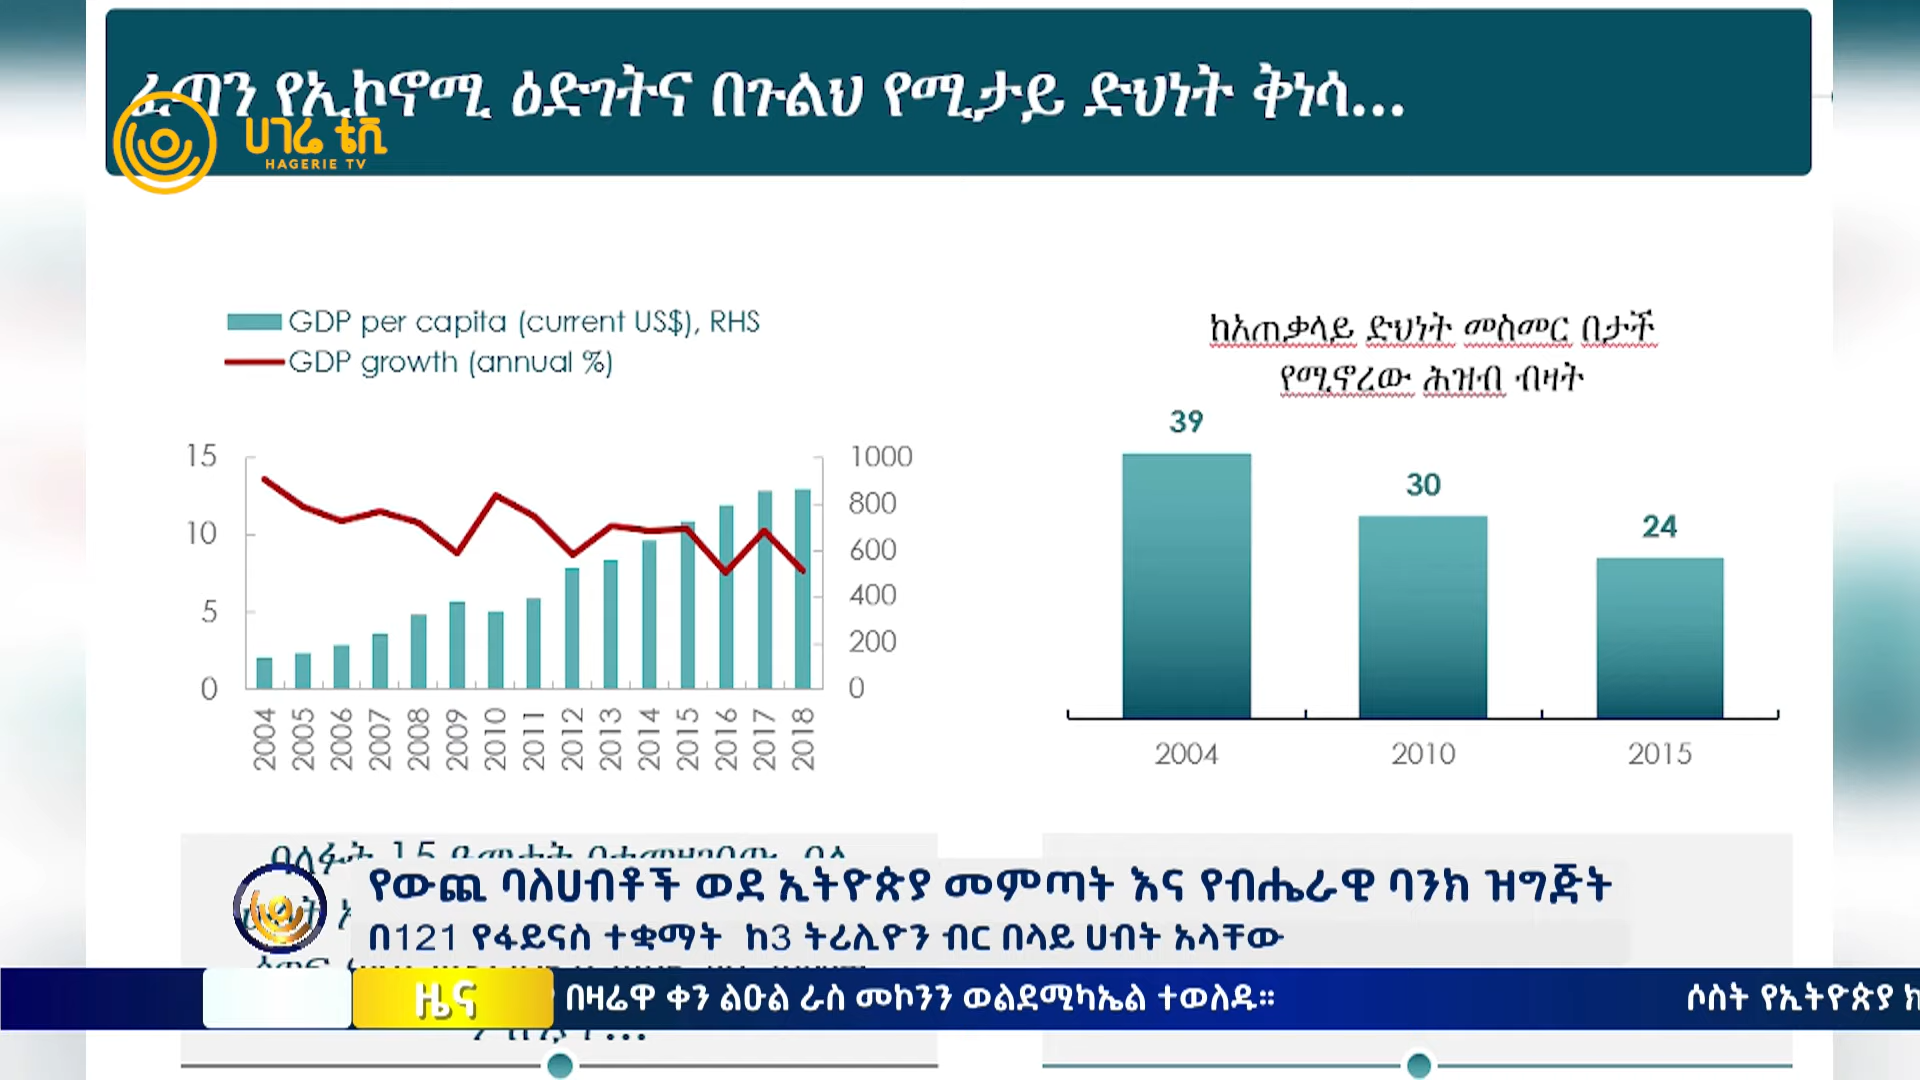 ፈጣን የኢኮኖሚ ዕድገትና በጉልህ የሚታይ ድህነት ቅነሳ...
ሀገሬ ቴቪ
HAGERIE TV
GDP per capita (current US$), RHS
GDP growth (annual %)
15
10
5
0
1000
800
600
400
200
0
2004 2005 2006 2007 2008 2009 2010 2011 2012 2013 2014 2015 2016 2017 2018
ከአጠቃላይ ድህነት መስመር በታች
የሚኖረው ሕዝብ ብዛት
39
30
24
2004 2010 2015
የውጪ ባለሀብቶች ወደ ኢትዮጵያ መምጣት እና የብሔራዊ ባንክ ዝግጅት
በ121 የፋይናስ ተቋማት ከ3 ትሪሊዮን ብር በላይ ሀብት አላቸው
ዜና
በዛሬዋ ቀን ልዑል ራስ መኮንን ወልደሚካኤል ተወለዱ።
ሶስት የኢትዮጵያ